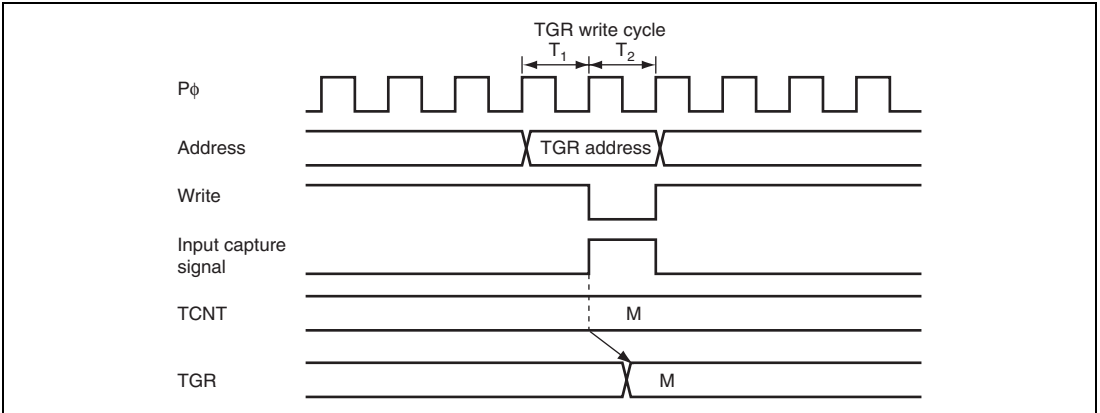 TGR write cycle
T1 T2
Pϕ
Address
TGR address
Write
Input capture
signal
TCNT
M
TGR
M